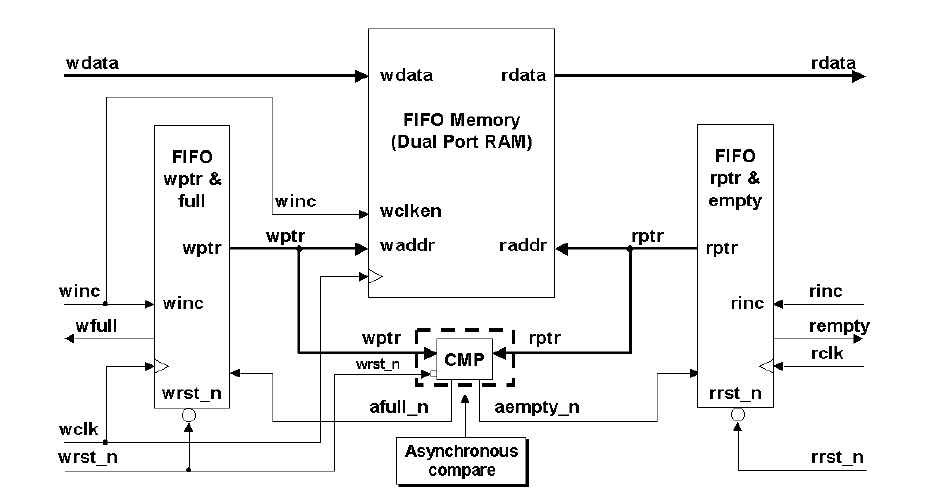 wdata
wdata
rdata
rdata
FIFO Memory
(Dual Port RAM)
FIFO
wptr &
full
FIFO
rptr &
empty
winc
wclken
wptr
wptr
waddr
raddr
rptr
rptr
winc
winc
rinc
rinc
wfull
wptr
rptr
rempty
CMP
wrst_n
rclk
wrst_n
afull_n
aempty_n
rrst_n
wclk
Asynchronous
compare
wrst_n
rrst_n